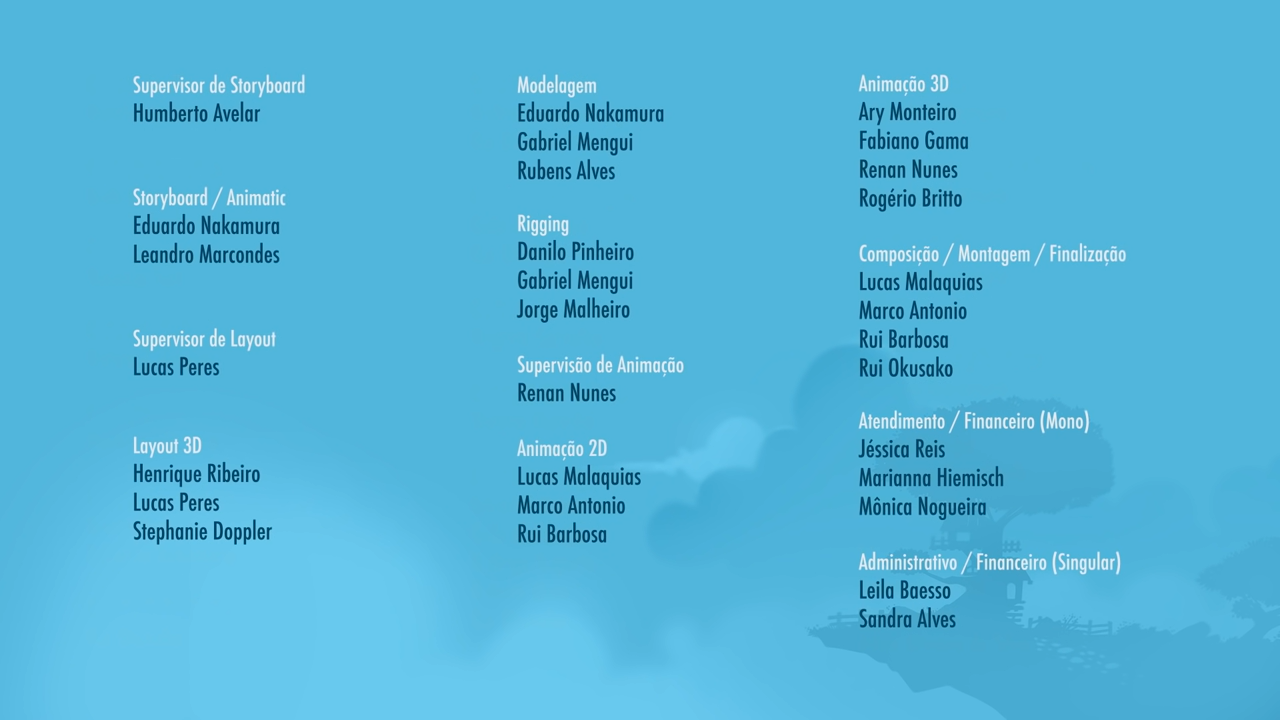 Supervisor de Storyboard
Humberto Avelar
Storyboard / Animatic
Eduardo Nakamura
Leandro Marcondes
Supervisor de Layout
Lucas Peres
Layout 3D
Henrique Ribeiro
Lucas Peres
Stephanie Doppler
Modelagem
Eduardo Nakamura
Gabriel Mengui
Rubens Alves
Rigging
Danilo Pinheiro
Gabriel Mengui
Jorge Malheiro
Supervisão de Animação
Renan Nunes
Animação 2D
Lucas Malaquias
Marco Antonio
Rui Barbosa
Animação 3D
Ary Monteiro
Fabiano Gama
Renan Nunes
Rogério Britto
Composição / Montagem / Finalização
Lucas Malaquias
Marco Antonio
Rui Barbosa
Rui Okusako
Atendimento / Financeiro (Mono)
Jéssica Reis
Marianna Hiemisch
Mônica Nogueira
Administrativo / Financeiro (Singular)
Leila Baesso
Sandra Alves